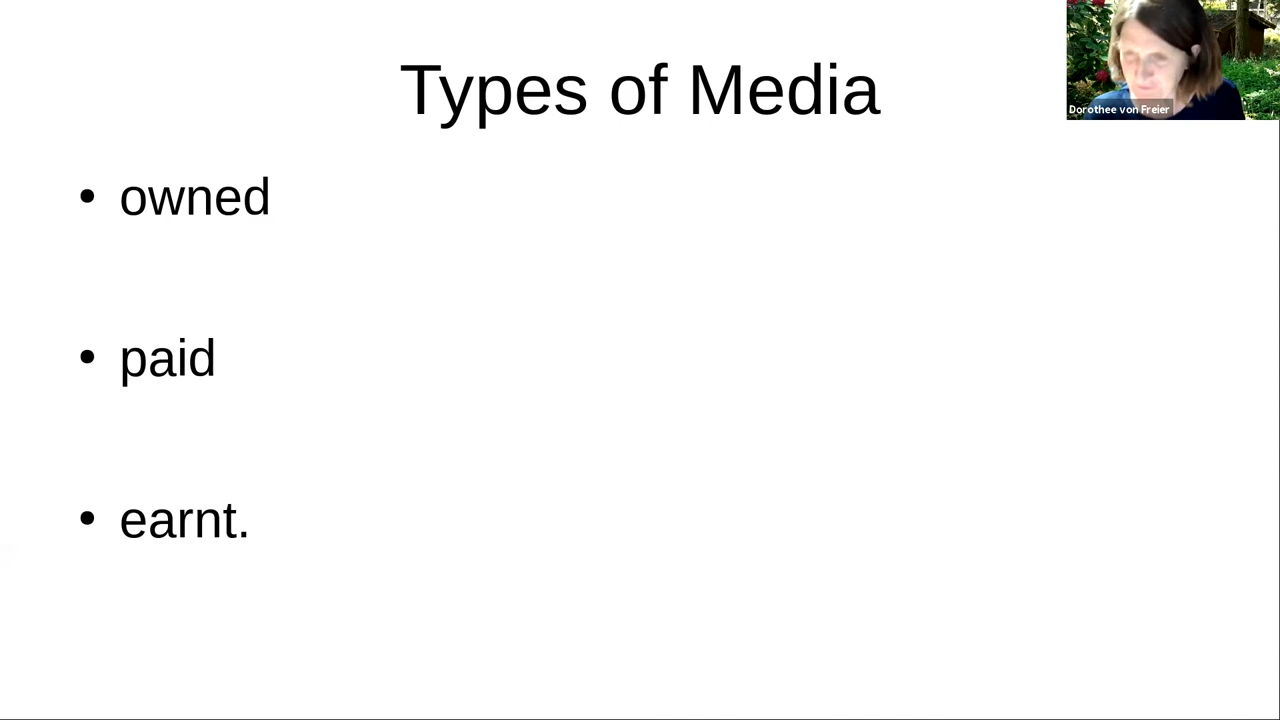 Types of Media
Dorothee von Freier
• owned
• paid
• earnt.